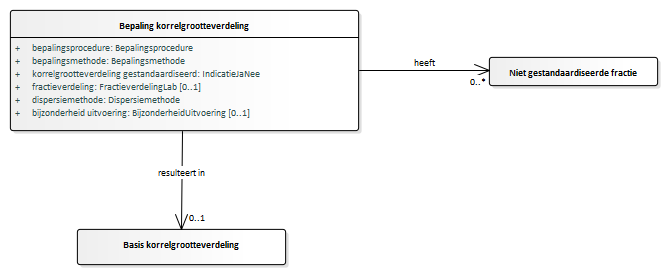 Bepaling korrelgrootteverdeling
+ bepalingsprocedure: Bepalingsprocedure
+ bepalingsmethode: Bepalingsmethode
+ korrelgrootteverdeling gestandaardiseerd: IndicatieJaNee
+ fractieverdeling: FractieverdelingLab [0..1]
+ dispersiemethode: Dispersiemethode
+ bijzonderheid uitvoering: BijzonderheidUitvoering [0..1]
heeft
0..*
Niet gestandaardiseerde fractie
resulteert in
0..1
Basis korrelgrootteverdeling